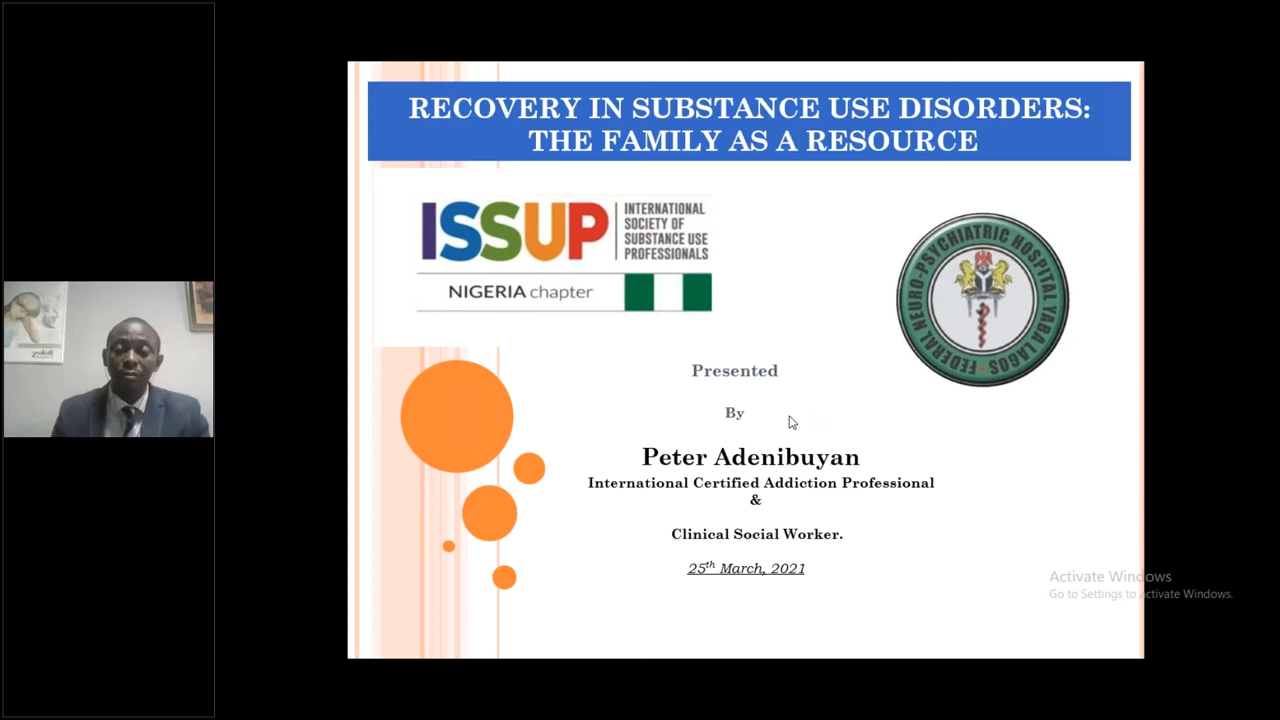 RECOVERY IN SUBSTANCE USE DISORDERS:
THE FAMILY AS A RESOURCE
ISSUP
INTERNATIONAL
SOCIETY OF
SUBSTANCE USE
PROFESSIONALS
NIGERIA chapter
NEURO-PSYCHIATRIC HOSPITAL YABA LAGOS
FEDERAL
Presented
By
Peter Adenibuyan
International Certified Addiction Professional
&
Clinical Social Worker.
25th March, 2021
Activate Windows
Go to Settings to activate Windows.
Zoloft